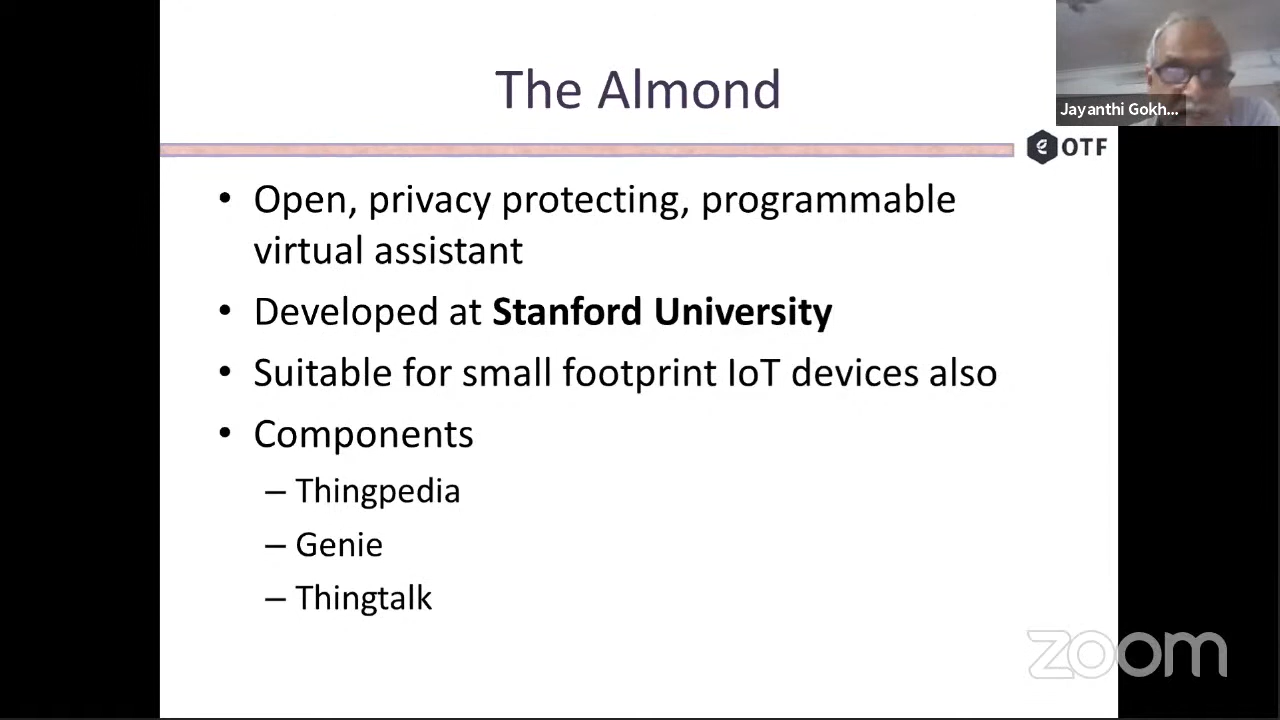 The Almond
Jayanthi Gokh...
OTF
• Open, privacy protecting, programmable
virtual assistant
• Developed at Stanford University
• Suitable for small footprint IoT devices also
• Components
– Thingpedia
– Genie
– Thingtalk
zoom